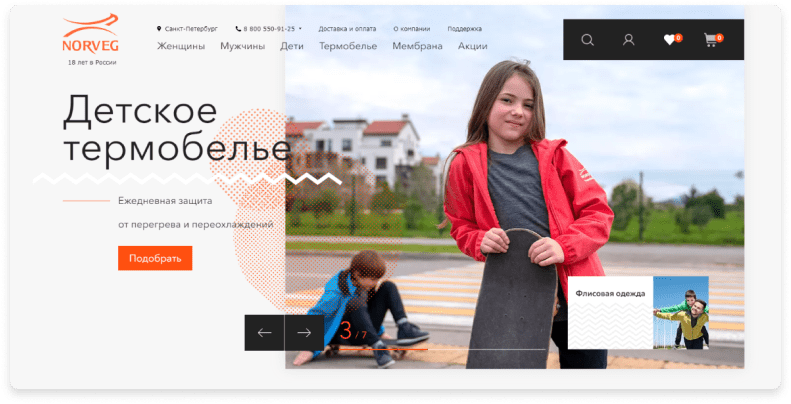 NORVEG
18 лет в России
Санкт-Петербург
8 800 550-91-25
Доставка и оплата
О компании
Поддержка
Женщины
Мужчины
Дети
Термобелье
Мембрана
Акции
0
0
Детское
термобелье
Ежедневная защита
от перегрева и переохлаждений
Подобрать
3 / 7
Флисовая одежда